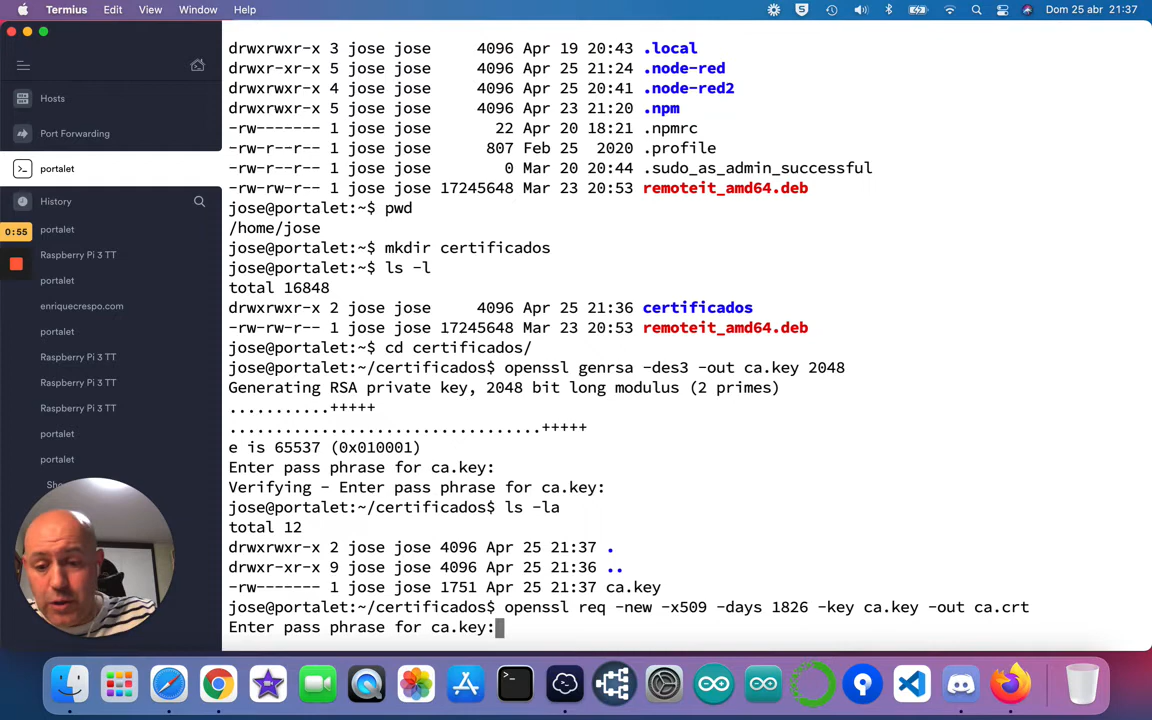 Termius Edit View Window Help Dom 25 abr 21:37
Hosts
Port Forwarding
portalet
History
0:55
portalet
Raspberry Pi 3 TT
portalet
enriquecrespo.com
portalet
Raspberry Pi 3 TT
Raspberry Pi 3 TT
Raspberry Pi 3 TT
portalet
portalet
drwxrwxr-x 3 jose jose 4096 Apr 19 20:43 .local
drwxr-xr-x 5 jose jose 4096 Apr 25 21:24 .node-red
drwxrwxr-x 4 jose jose 4096 Apr 25 20:41 .node-red2
drwxrwxr-x 5 jose jose 4096 Apr 23 21:20 .npm
-rw------- 1 jose jose 22 Apr 20 18:21 .npmrc
-rw-r--r-- 1 jose jose 807 Feb 25 2020 .profile
-rw-r--r-- 1 jose jose 0 Mar 20 20:44 .sudo_as_admin_successful
-rw-rw-r-- 1 jose jose 17245648 Mar 23 20:53 remoteit_amd64.deb
jose@portalet:~$ pwd
/home/jose
jose@portalet:~$ mkdir certificados
jose@portalet:~$ ls -l
total 16848
drwxrwxr-x 2 jose jose 4096 Apr 25 21:36 certificados
-rw-rw-r-- 1 jose jose 17245648 Mar 23 20:53 remoteit_amd64.deb
jose@portalet:~$ cd certificados/
jose@portalet:~/certificados$ openssl genrsa -des3 -out ca.key 2048
Generating RSA private key, 2048 bit long modulus (2 primes)
...........+++++
..................................+++++
e is 65537 (0x010001)
Enter pass phrase for ca.key:
Verifying - Enter pass phrase for ca.key:
jose@portalet:~/certificados$ ls -la
total 12
drwxrwxr-x 2 jose jose 4096 Apr 25 21:37 .
drwxr-xr-x 9 jose jose 4096 Apr 25 21:36 ..
-rw------- 1 jose jose 1751 Apr 25 21:37 ca.key
jose@portalet:~/certificados$ openssl req -new -x509 -days 1826 -key ca.key -out ca.crt
Enter pass phrase for ca.key: